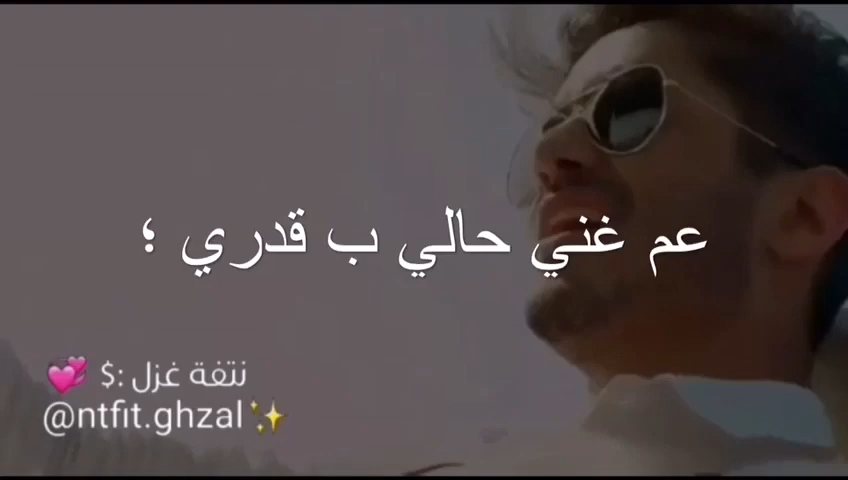 عم غني حالي ب قدري ؛
نتفة غزل :$ 💞
@ntfit.ghzal✨